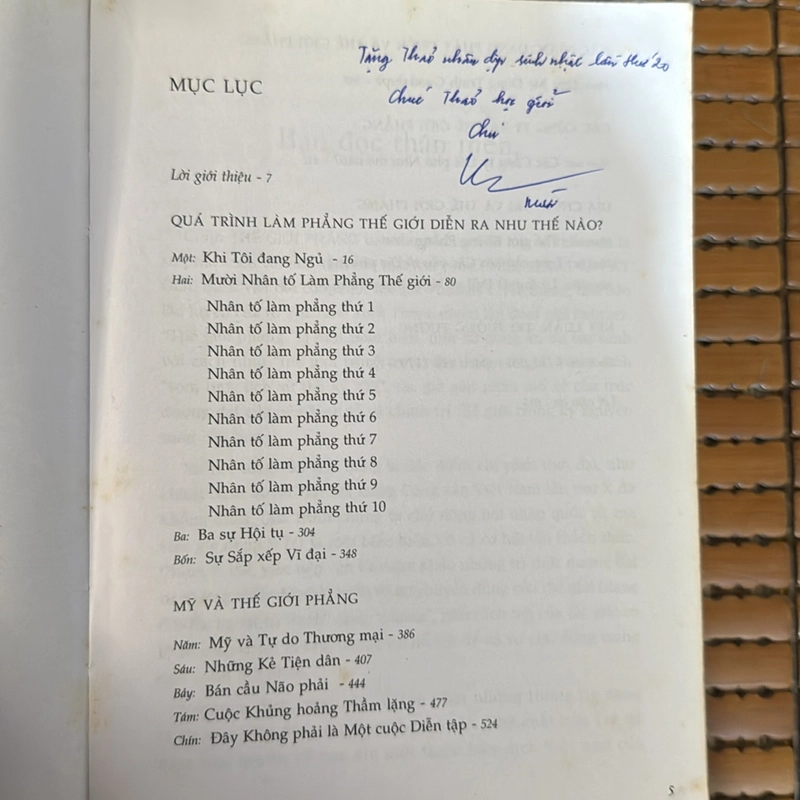 Tặng Thảo nhân dịp sinh nhật lần thứ 20
Chúc Thảo học giỏi
Chú
MỤC LỤC
Lời giới thiệu - 7
QUÁ TRÌNH LÀM PHẲNG THẾ GIỚI DIỄN RA NHƯ THẾ NÀO?
Một: Khi Tôi đang Ngủ - 16
Hai: Mười Nhân tố Làm Phẳng Thế giới - 80
Nhân tố làm phẳng thứ 1
Nhân tố làm phẳng thứ 2
Nhân tố làm phẳng thứ 3
Nhân tố làm phẳng thứ 4
Nhân tố làm phẳng thứ 5
Nhân tố làm phẳng thứ 6
Nhân tố làm phẳng thứ 7
Nhân tố làm phẳng thứ 8
Nhân tố làm phẳng thứ 9
Nhân tố làm phẳng thứ 10
Ba: Ba sự Hội tụ - 304
Bốn: Sự Sắp xếp Vĩ đại - 348
MỸ VÀ THẾ GIỚI PHẲNG
Năm: Mỹ và Tự do Thương mại - 386
Sáu: Những Kẻ Tiện dân - 407
Bảy: Bán cầu Não phải - 444
Tám: Cuộc Khủng hoảng Thầm lặng - 477
Chín: Đây Không phải là Một cuộc Diễn tập - 524
5